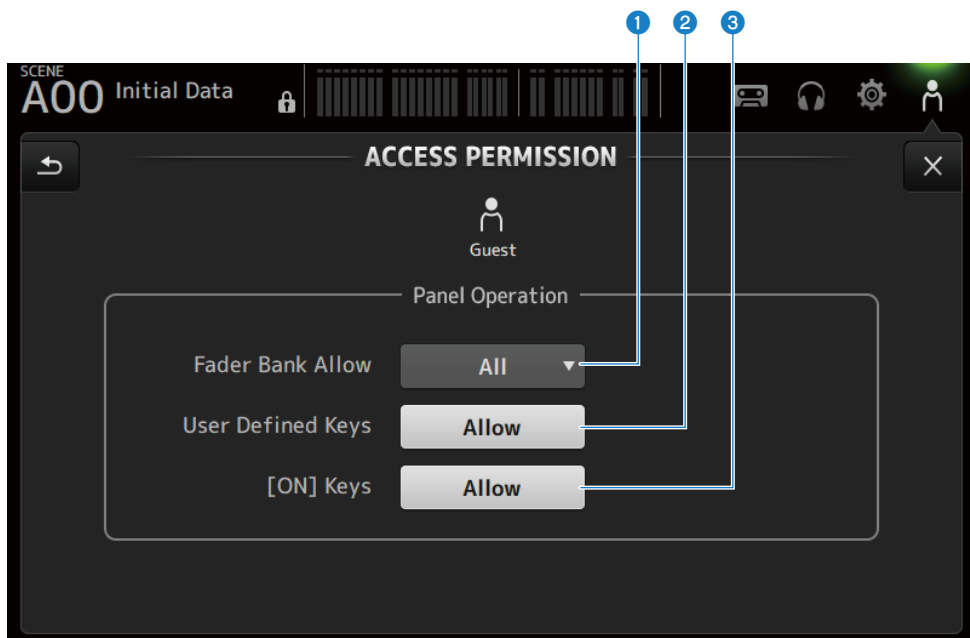 1 2 3
SCENE
A00 Initial Data
ACCESS PERMISSION
Guest
Panel Operation
Fader Bank Allow All
User Defined Keys Allow
[ON] Keys Allow